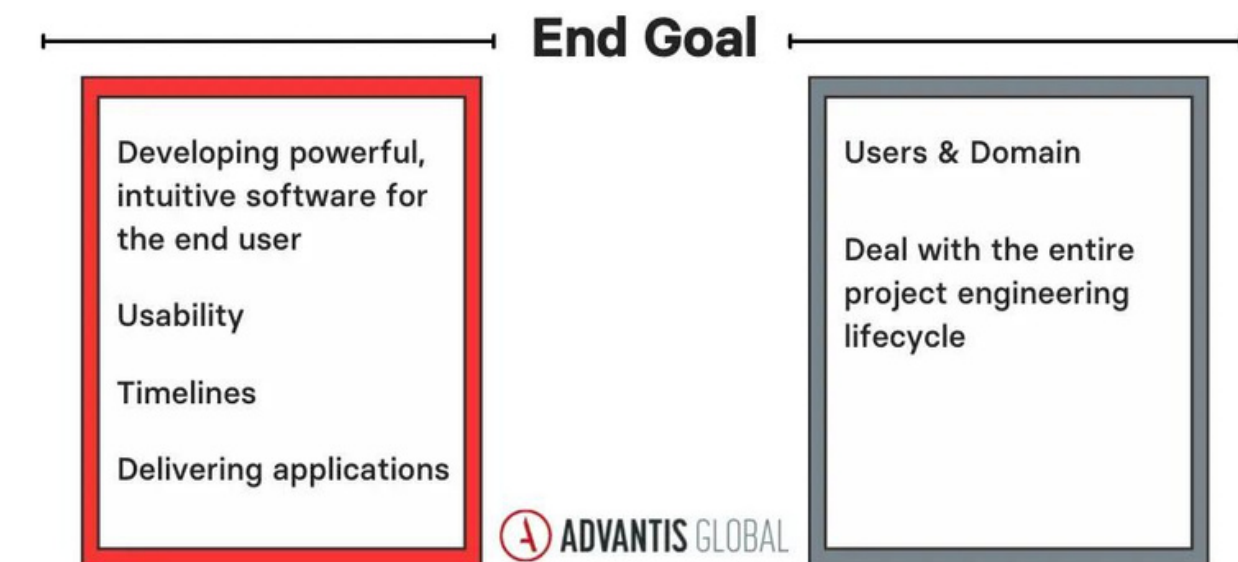 End Goal
Developing powerful,
intuitive software for
the end user
Usability
Timelines
Delivering applications
Users & Domain
Deal with the entire
project engineering
lifecycle
ADVANTIS GLOBAL